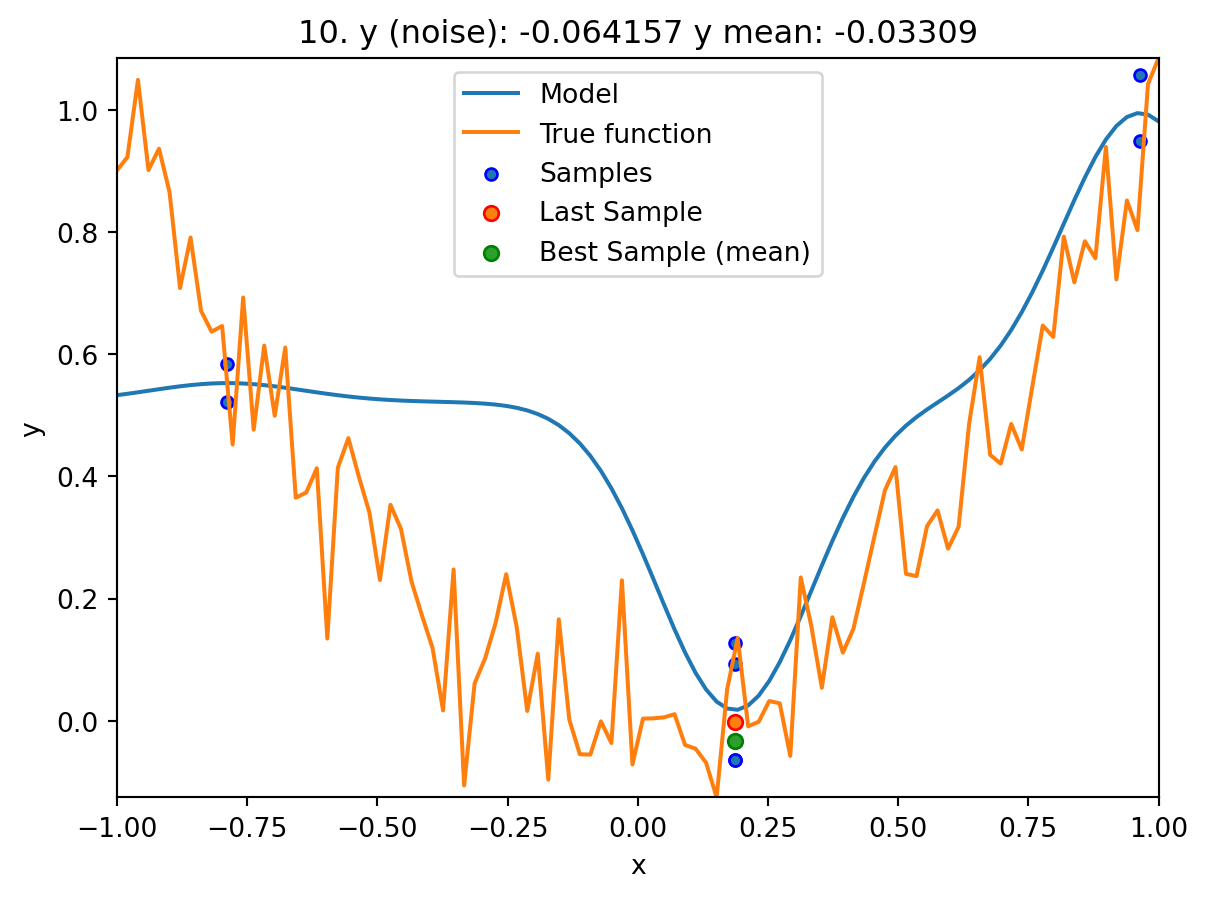 10. y (noise): -0.064157 y mean: -0.03309
Model
True function
Samples
Last Sample
Best Sample (mean)
y
1.0
0.8
0.6
0.4
0.2
0.0
−1.00 −0.75 −0.50 −0.25 0.00 0.25 0.50 0.75 1.00
x